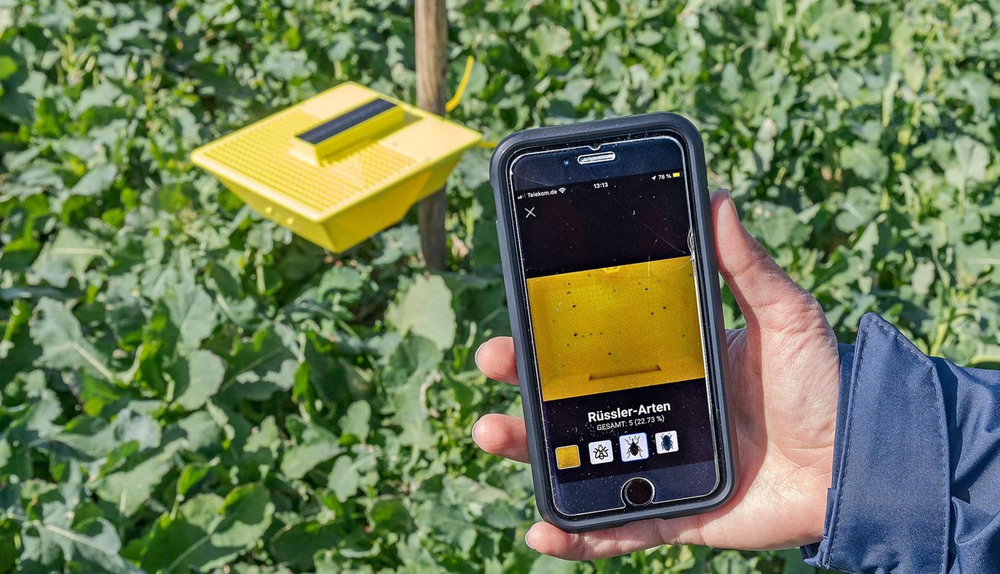 Telekom.de 13:13 78 %
Rüssler-Arten
GESAMT: 5 (22.73 %)